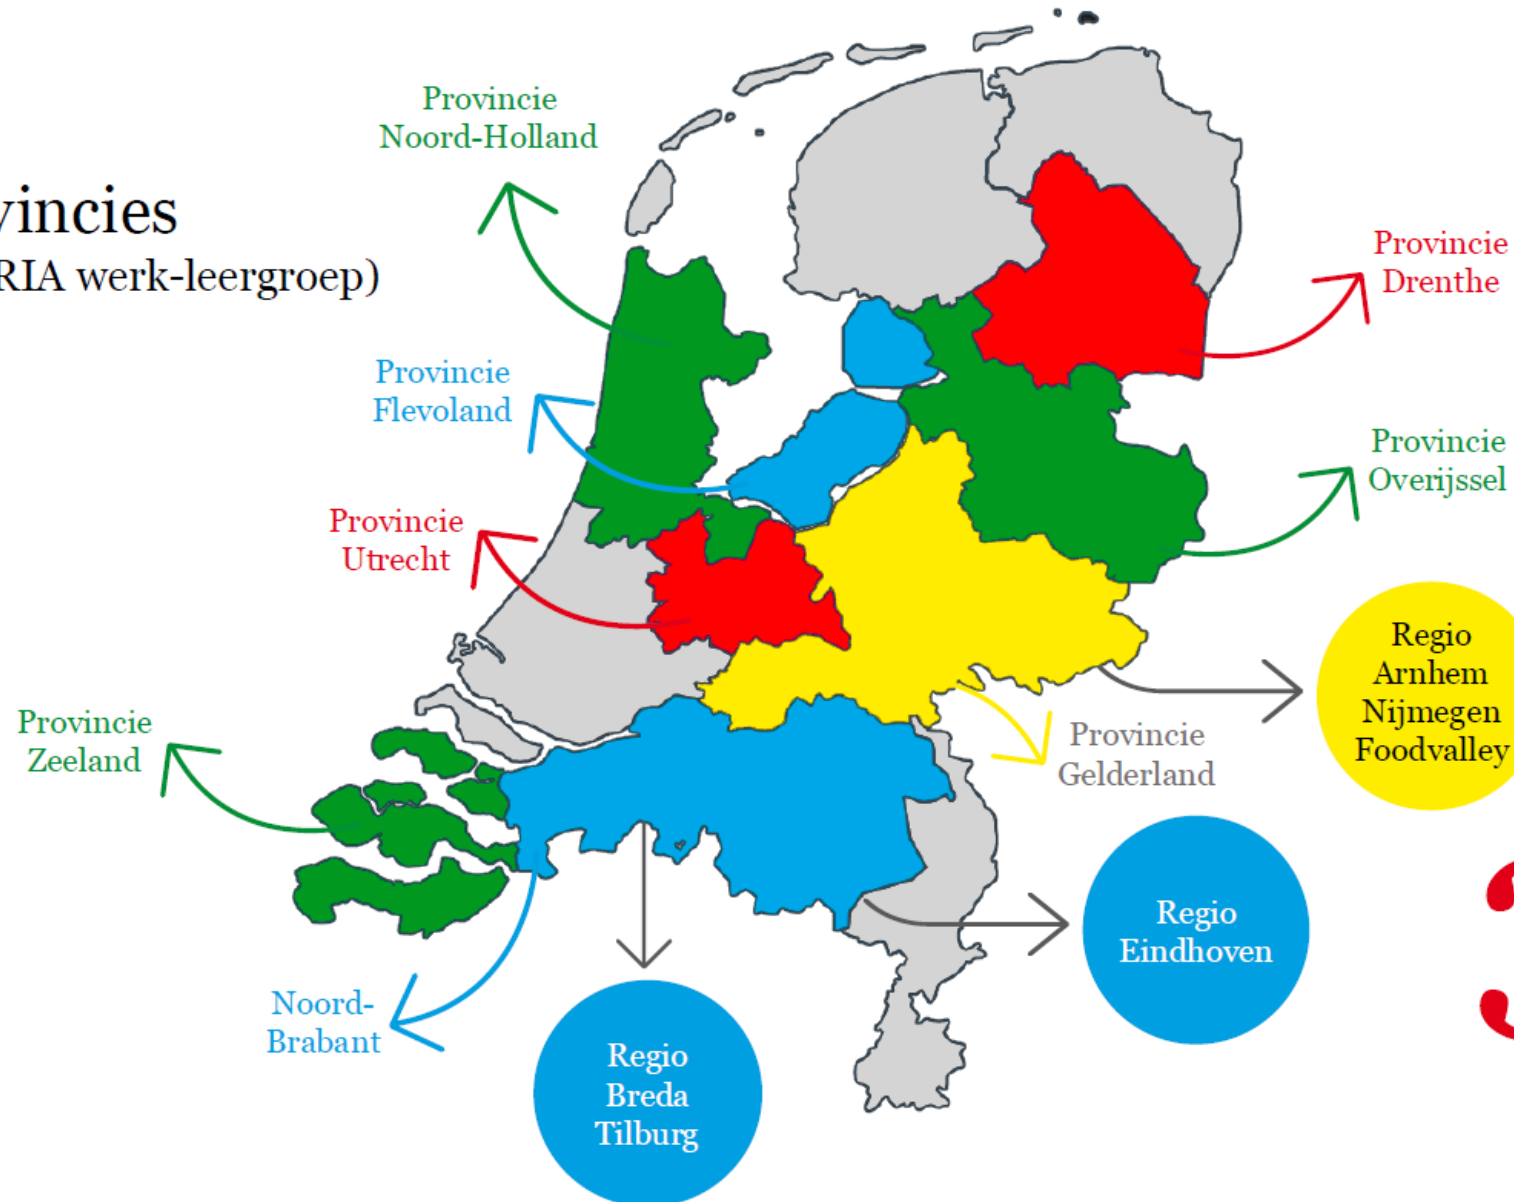 Provincie
Noord-Holland
vincies
RIA werk-leergroep)
Provincie
Drenthe
Provincie
Flevoland
Provincie
Overijssel
Provincie
Utrecht
Regio
Arnhem
Nijmegen
Foodvalley
Provincie
Zeeland
Provincie
Gelderland
Regio
Eindhoven
Noord-
Brabant
Regio
Breda
Tilburg